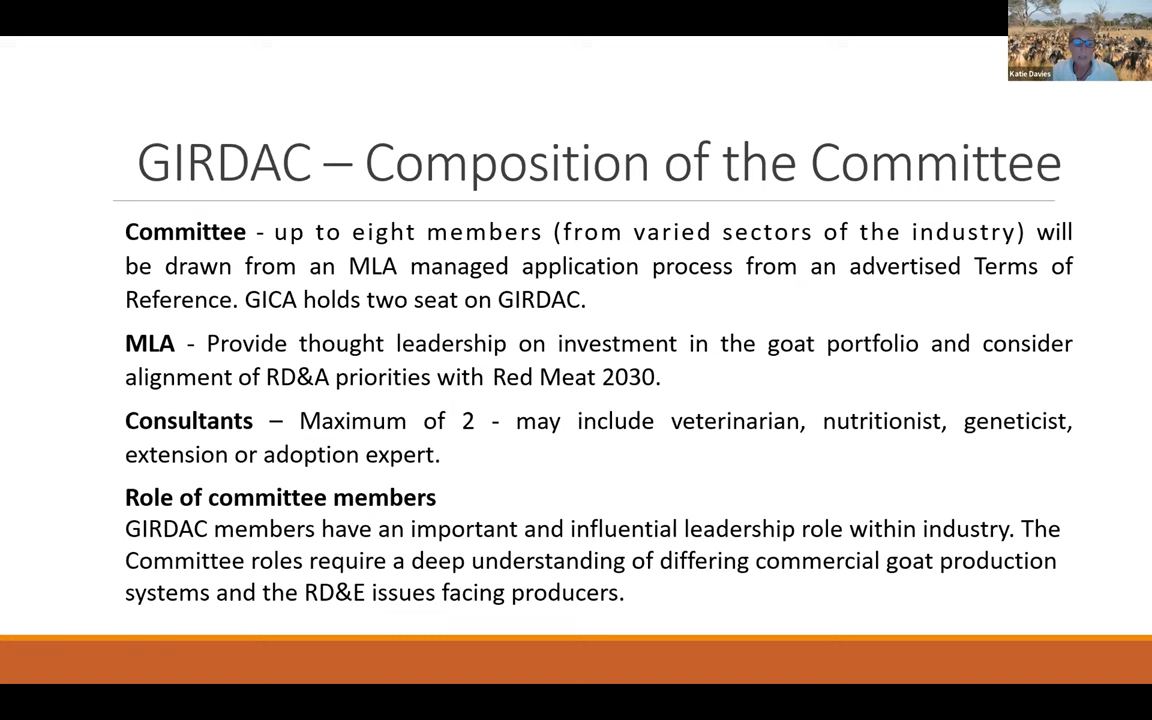 Katie Davies
GIRDAC – Composition of the Committee
Committee - up to eight members (from varied sectors of the industry) will
be drawn from an MLA managed application process from an advertised Terms of
Reference. GICA holds two seat on GIRDAC.
MLA - Provide thought leadership on investment in the goat portfolio and consider
alignment of RD&A priorities with Red Meat 2030.
Consultants – Maximum of 2 - may include veterinarian, nutritionist, geneticist,
extension or adoption expert.
Role of committee members
GIRDAC members have an important and influential leadership role within industry. The
Committee roles require a deep understanding of differing commercial goat production
systems and the RD&E issues facing producers.